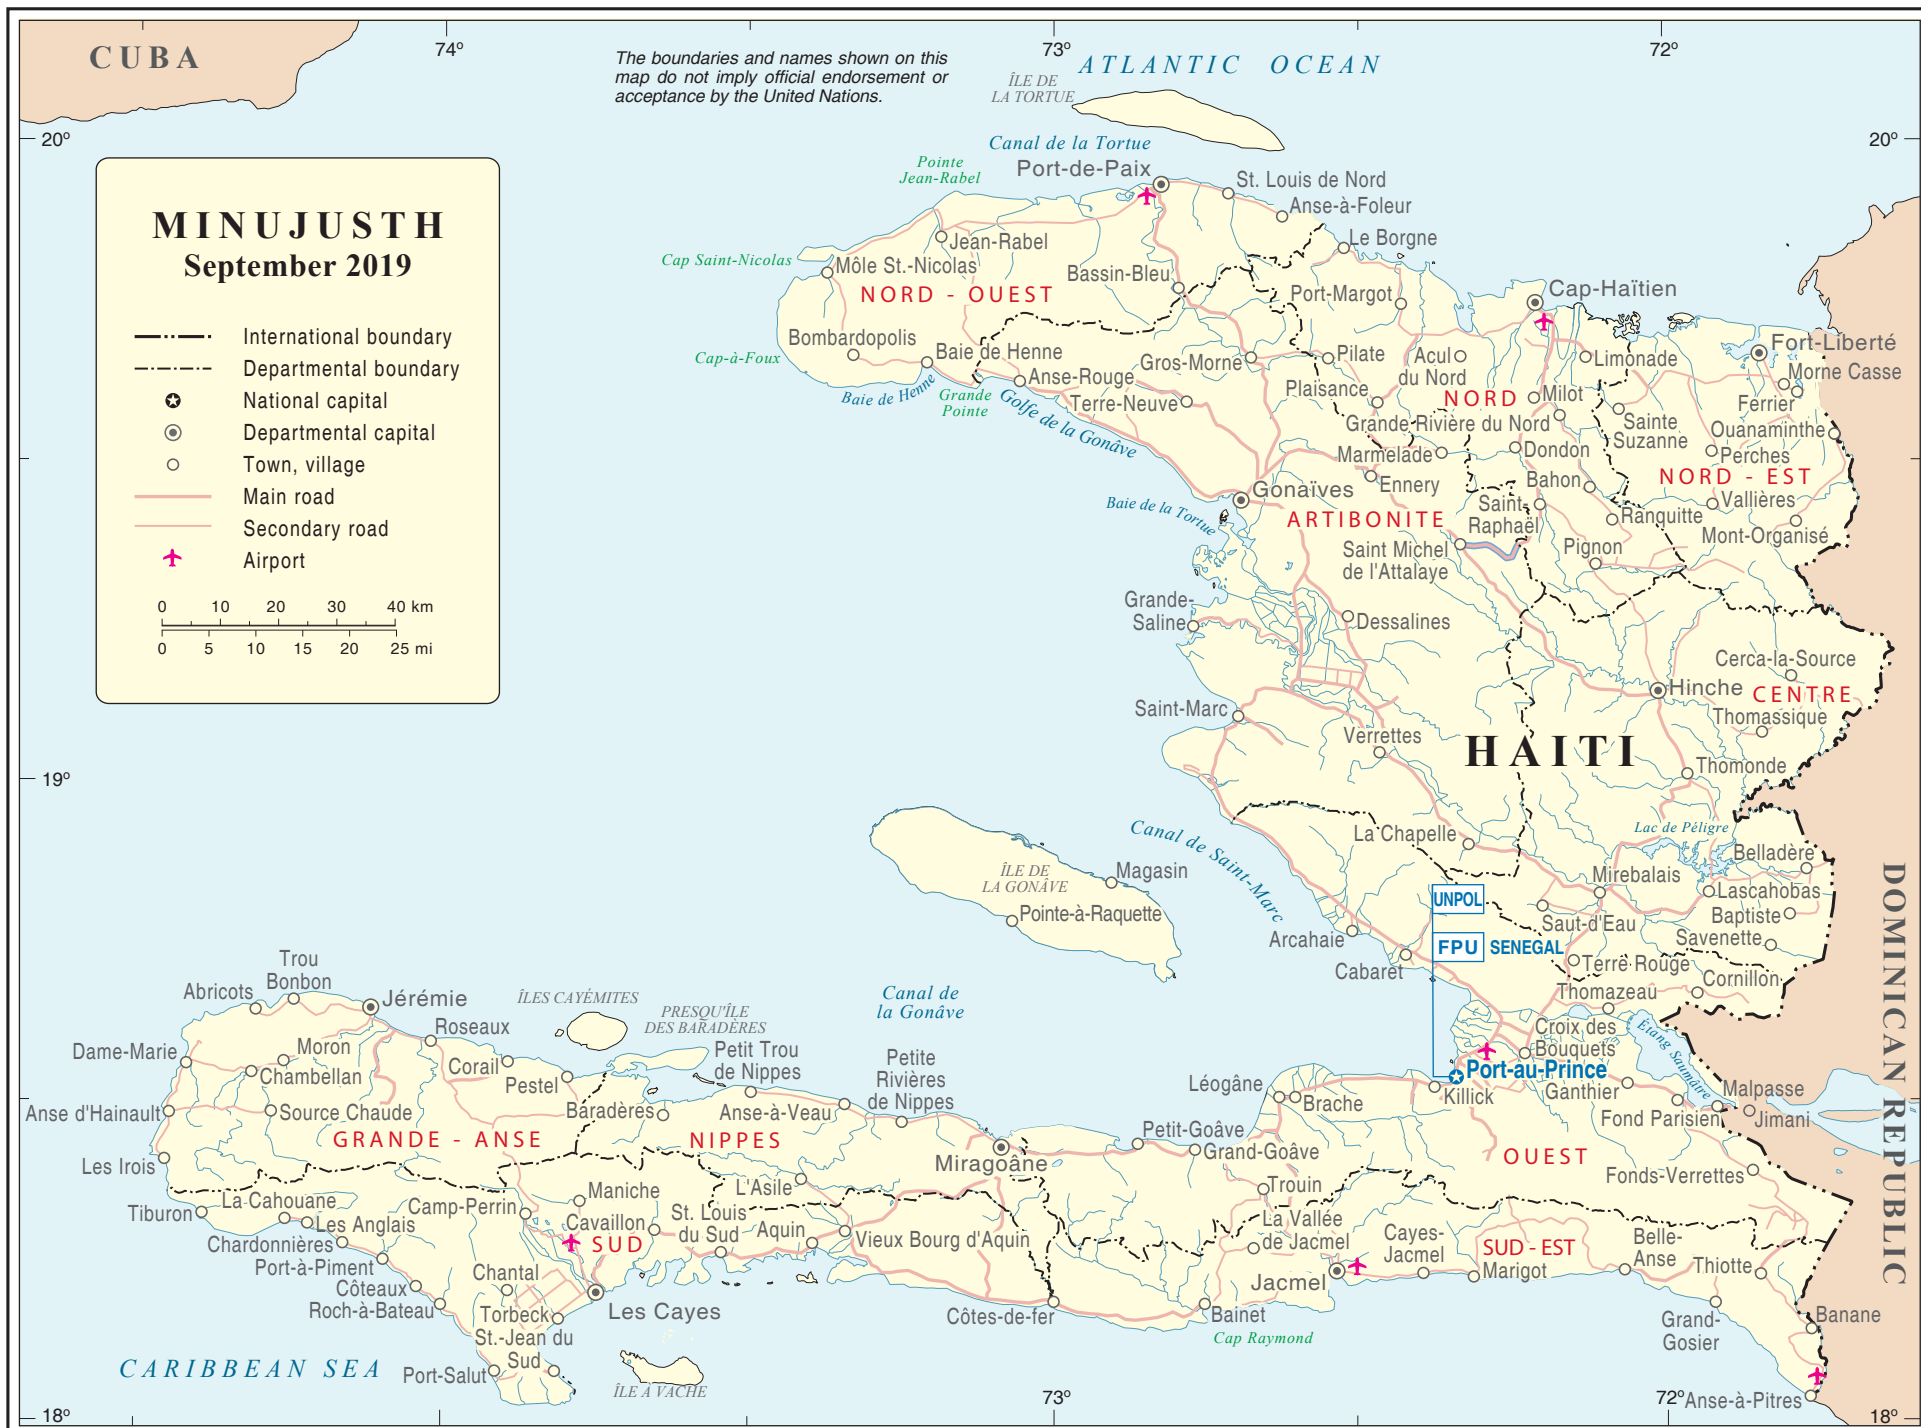 74°
73°
72°
CUBA
The boundaries and names shown on this
map do not imply official endorsement or
acceptance by the United Nations.
ATLANTIC OCEAN
ÎLE DE
LA TORTUE
20°
20°
Canal de la Tortue
Pointe
Jean-Rabel
Port-de-Paix
St. Louis de Nord
Anse-à-Foleur
MINUJUSTH
September 2019
International boundary
Departmental boundary
National capital
Departmental capital
Town, village
Main road
Secondary road
Airport
0 10 20 30 40 km
0 5 10 15 20 25 mi
Jean-Rabel
Le Borgne
Cap Saint-Nicolas
Môle St.-Nicolas
Bassin-Bleu
NORD - OUEST
Port-Margot
Cap-Haïtien
Bombardopolis
Baie de Henne
Cap-à-Foux
Gros-Morne
Pilate
Acul
du Nord
Limonade
Fort-Liberté
Morne Casse
Anse-Rouge
Baie de Henne
Grande
Pointe
Golfe de la Gonâve
Terre-Neuve
Plaisance
NORD
Milot
Ferrier
Grande Rivière du Nord
Sainte
Suzanne
Ouanaminthe
Marmelade
Dondon
Perches
Ennery
Bahon
NORD - EST
Gonaïves
Baie de la Tortue
ARTIBONITE
Saint-
Raphaël
Ranquitte
Vallières
Mont-Organisé
Saint Michel
de l'Attalaye
Pignon
Grande-
Saline
Dessalines
Cerca-la-Source
Hinche
CENTRE
Saint-Marc
Thomassique
Verrettes
HAITI
Thomonde
19°
Canal de Saint-Marc
La Chapelle
Lac de Péligre
Belladère
ÎLE DE
LA GONÂVE
Magasin
Mirebalais
Lascahobas
UNPOL
Pointe-à-Raquette
Saut-d'Eau
Baptiste
Arcahaie
FPU SENEGAL
Savenette
Cabaret
Terre Rouge
Cornillon
DOMINICAN REPUBLIC
Trou
Bonbon
Abricots
Jérémie
ÎLES CAYÉMITES
PRESQU'ÎLE
DES BARADÈRES
Canal de
la Gonâve
Thomazeau
Roseaux
Croix des
Bouquets
Étang Saumâtre
Dame-Marie
Moron
Chambellan
Corail
Pestel
Petit Trou
de Nippes
Petite
Rivières
de Nippes
Port-au-Prince
Léogâne
Ganthier
Malpasse
Anse d'Hainault
Source Chaude
Baradères
Anse-à-Veau
Brache
Killick
Fond Parisien
Jimani
GRANDE - ANSE
NIPPES
Petit-Goâve
Grand-Goâve
Miragoâne
OUEST
Les Irois
Fonds-Verrettes
L'Asile
Trouin
La Cahouane
Camp-Perrin
Maniche
Tiburon
Les Anglais
Cavaillon
St. Louis
du Sud
Aquin
La Vallée
de Jacmel
Cayes-
Jacmel
Belle-
Anse
Chardonnières
SUD
Vieux Bourg d'Aquin
SUD - EST
Port-à-Piment
Thiotte
Chantal
Jacmel
Marigot
Côteaux
Roch-à-Bateau
Torbeck
Les Cayes
Côtes-de-fer
Bainet
Grand-
Gosier
Banane
St.-Jean du
Sud
Cap Raymond
CARIBBEAN SEA
Port-Salut
ÎLE À VACHE
Anse-à-Pitres
73°
72°
18°
18°